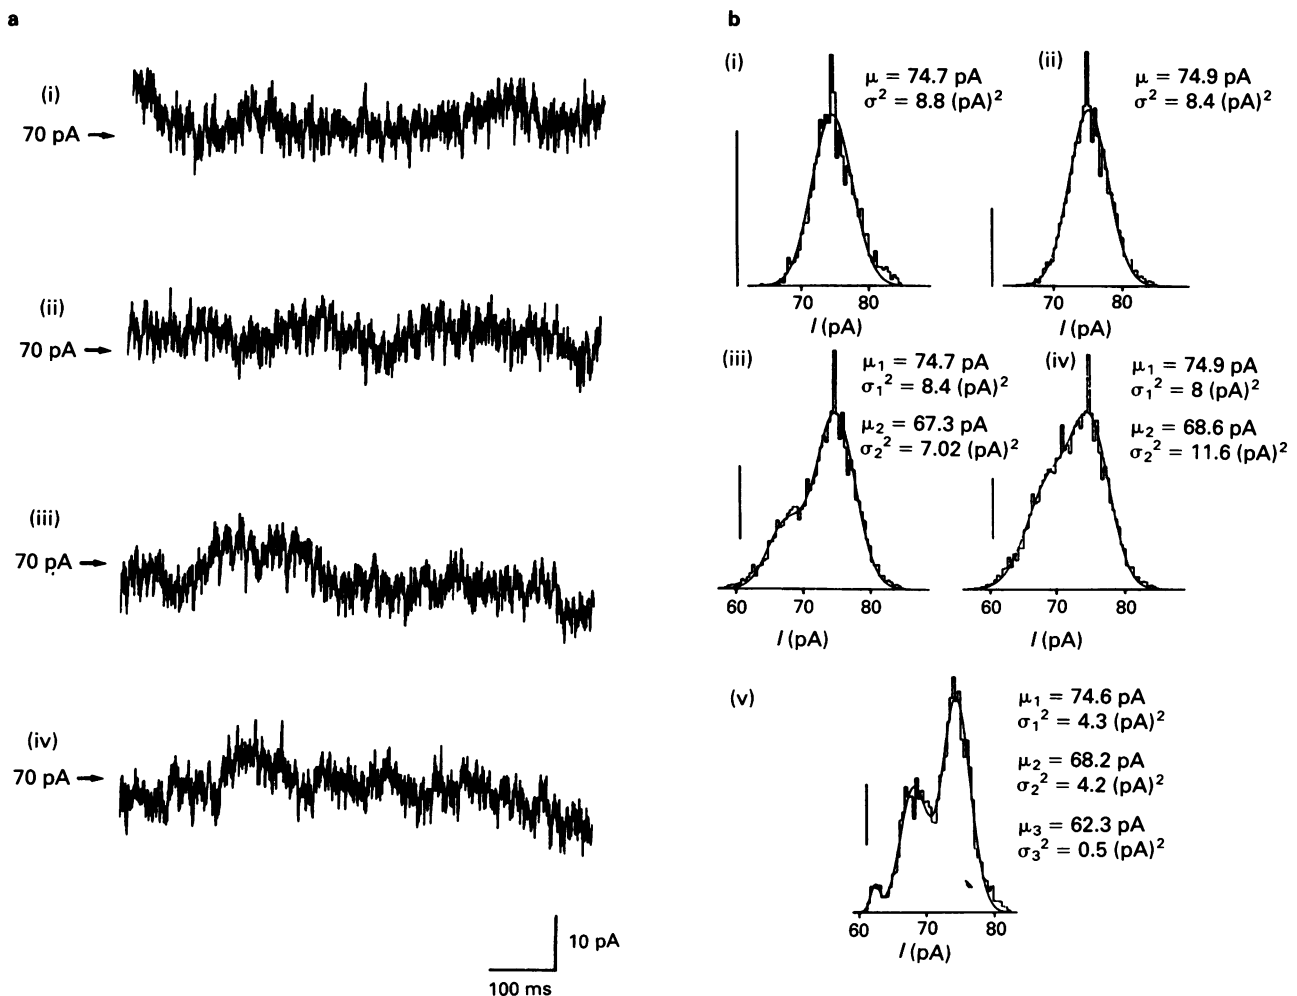 a
(i)
70 pA
(ii)
70 pA
(iii)
70 pA
(iv)
70 pA
10 pA
100 ms
b
(i)
μ = 74.7 pA
σ² = 8.8 (pA)²
70 80
I (pA)
(ii)
μ = 74.9 pA
σ² = 8.4 (pA)²
70 80
I (pA)
(iii)
μ₁ = 74.7 pA
σ₁² = 8.4 (pA)²
μ₂ = 67.3 pA
σ₂² = 7.02 (pA)²
60 70 80
I (pA)
(iv)
μ₁ = 74.9 pA
σ₁² = 8 (pA)²
μ₂ = 68.6 pA
σ₂² = 11.6 (pA)²
60 70 80
I (pA)
(v)
μ₁ = 74.6 pA
σ₁² = 4.3 (pA)²
μ₂ = 68.2 pA
σ₂² = 4.2 (pA)²
μ₃ = 62.3 pA
σ₃² = 0.5 (pA)²
60 70 80
I (pA)